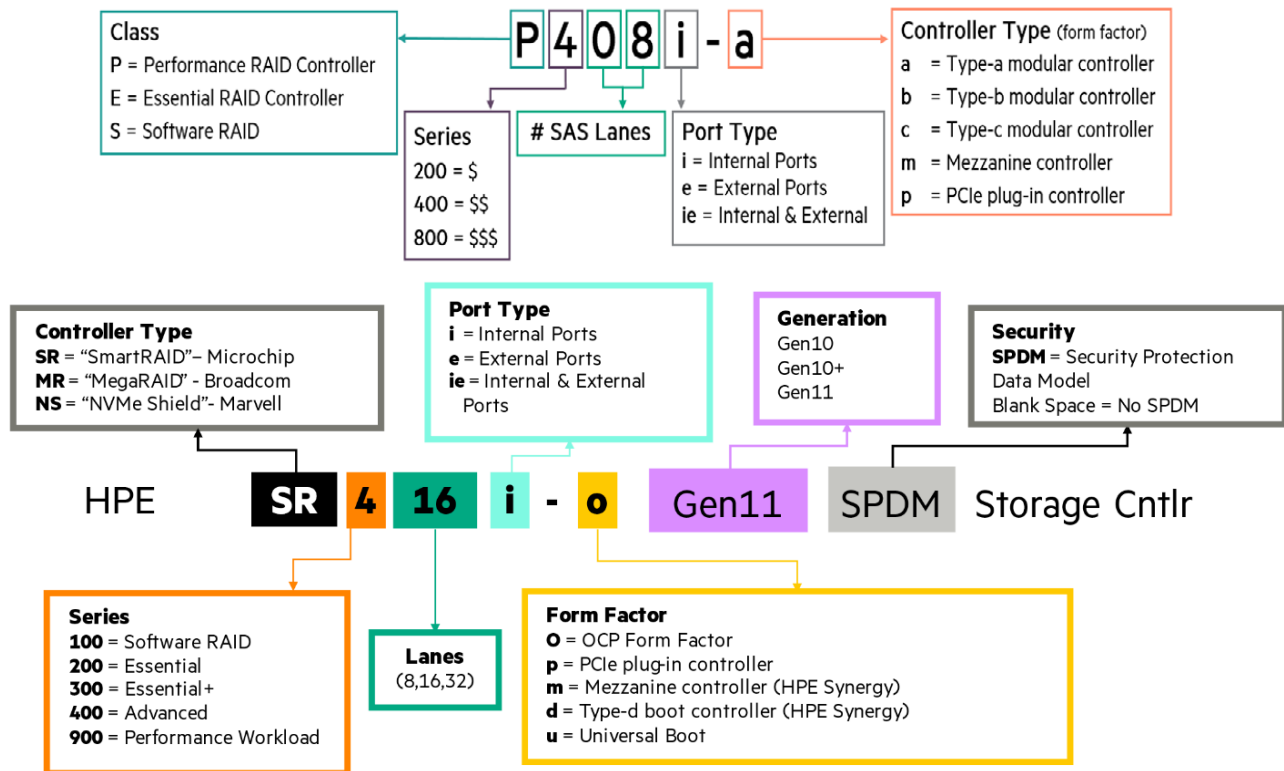 P408i-a
Class
P = Performance RAID Controller
E = Essential RAID Controller
S = Software RAID
Series
200 = $
400 = $$
800 = $$$
# SAS Lanes
Port Type
i = Internal Ports
e = External Ports
ie = Internal & External
Controller Type (form factor)
a = Type-a modular controller
b = Type-b modular controller
c = Type-c modular controller
m = Mezzanine controller
p = PCIe plug-in controller
Controller Type
SR = “SmartRAID”– Microchip
MR = “MegaRAID” - Broadcom
NS = “NVMe Shield”- Marvell
Port Type
i = Internal Ports
e = External Ports
ie = Internal & External
Ports
Generation
Gen10
Gen10+
Gen11
Security
SPDM = Security Protection
Data Model
Blank Space = No SPDM
HPE SR 4 16 i - o Gen11 SPDM Storage Cntlr
Series
100 = Software RAID
200 = Essential
300 = Essential+
400 = Advanced
900 = Performance Workload
Lanes
(8,16,32)
Form Factor
O = OCP Form Factor
p = PCIe plug-in controller
m = Mezzanine controller (HPE Synergy)
d = Type-d boot controller (HPE Synergy)
u = Universal Boot